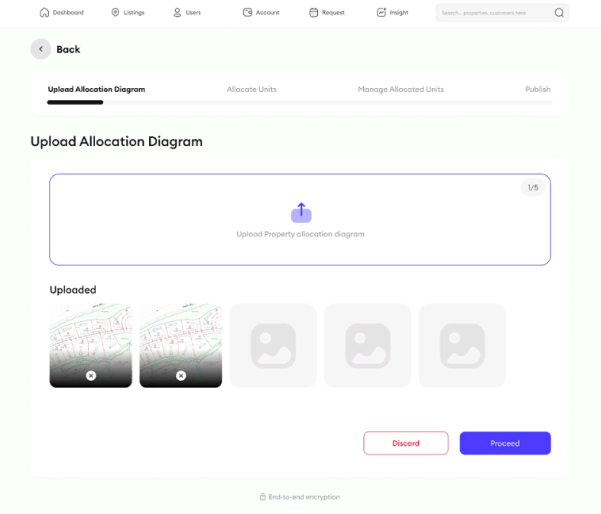 Dashboard Listings Users Account Request Insight Search... properties, customers here
Back
Upload Allocation Diagram Allocate Units Manage Allocated Units Publish
Upload Allocation Diagram
1/5
Upload Property allocation diagram
Uploaded
Discord Proceed
End-to-end encryption